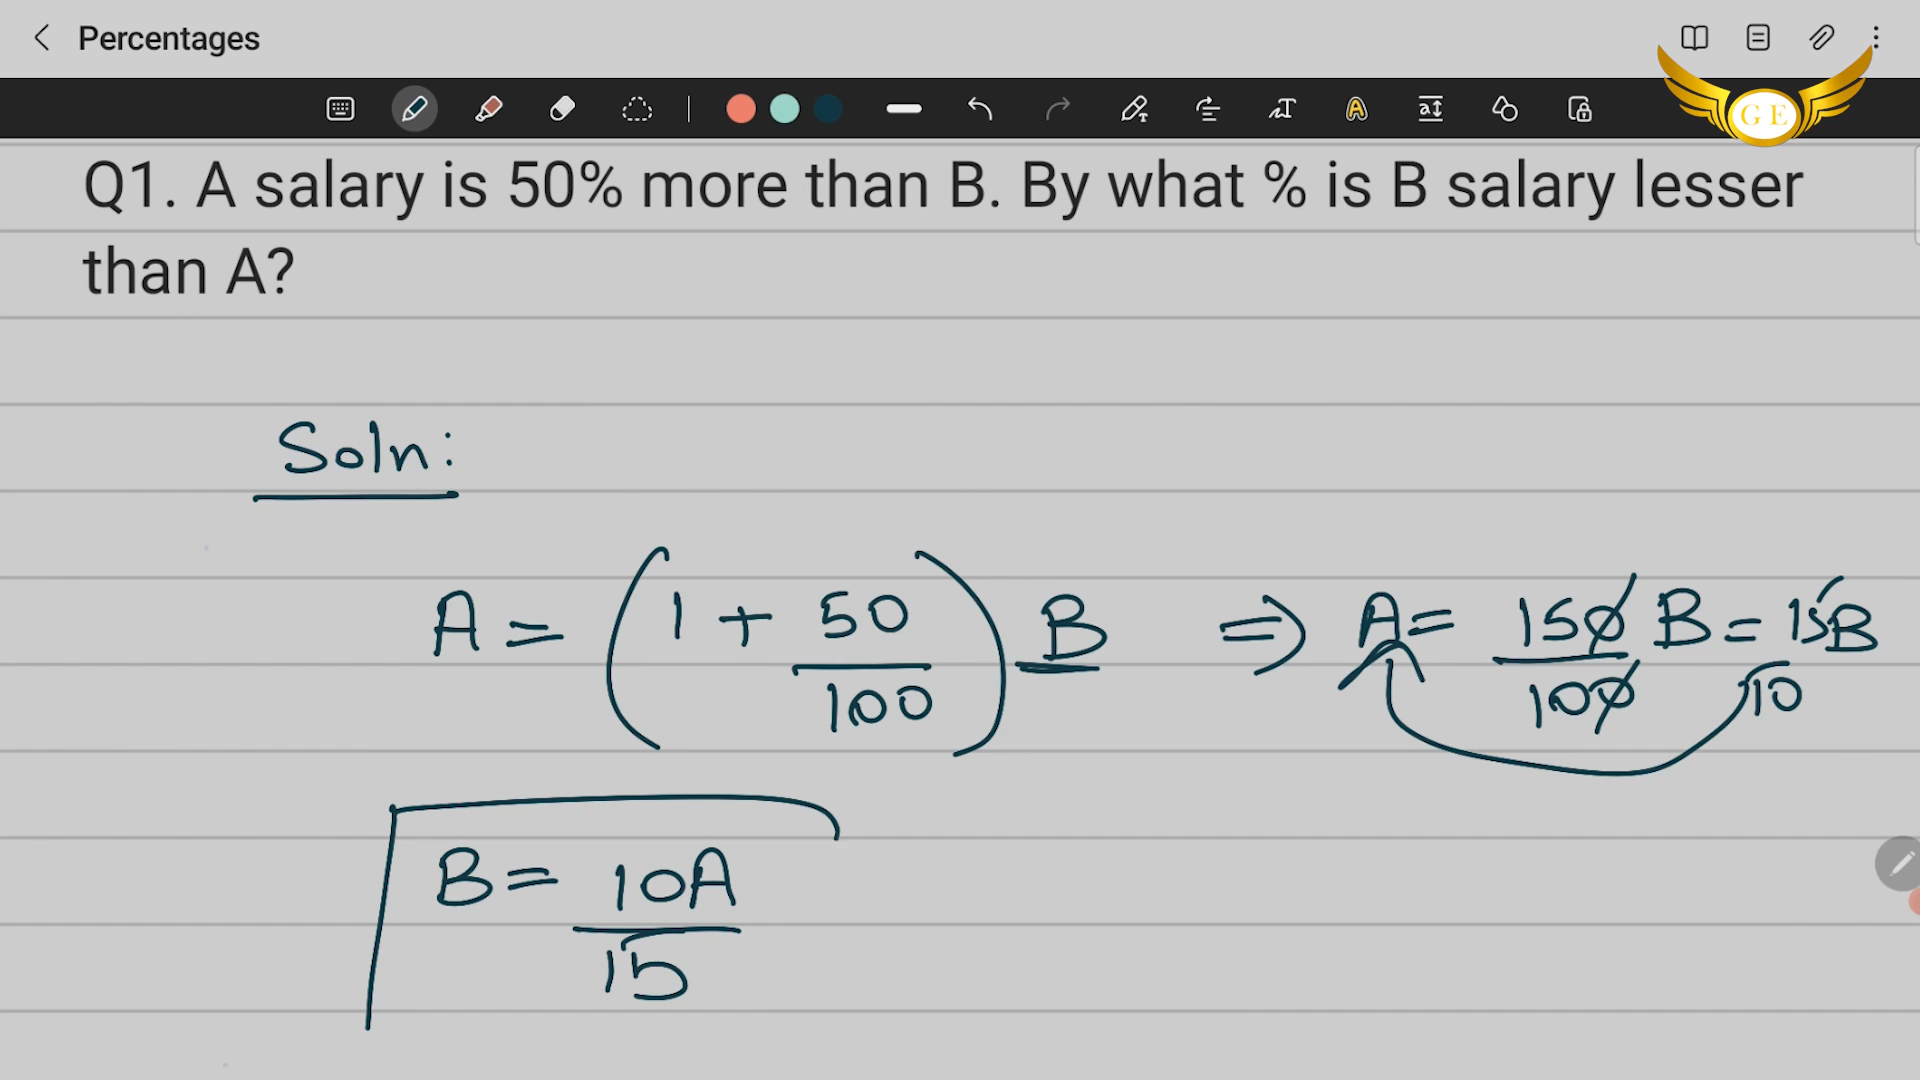 Percentages
G E
Q1. A salary is 50% more than B. By what % is B salary lesser
than A?
Soln:
A = (1 + 50/100) B ⇒ A = 150/100 B = 15B/10
B = 10A/15